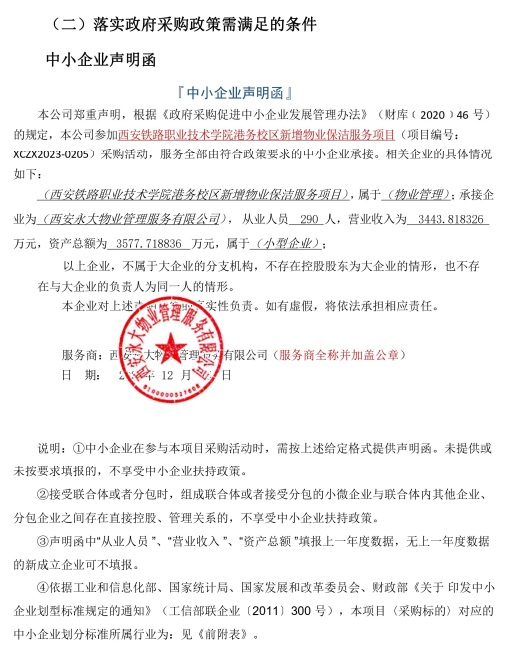 （二）落实政府采购政策需满足的条件
中小企业声明函
『中小企业声明函』
本公司郑重声明，根据《政府采购促进中小企业发展管理办法》（财库﹝2020﹞46 号）
的规定，本公司参加西安铁路职业技术学院港务校区新增物业保洁服务项目（项目编号：
XCZX2023-0205）采购活动，服务全部由符合政策要求的中小企业承接。相关企业的具体情况
如下：
（西安铁路职业技术学院港务校区新增物业保洁服务项目），属于（物业管理）；承接企
业为（西安永大物业管理服务有限公司），从业人员 290 人，营业收入为 3443.818326
万元，资产总额为 3577.718836 万元，属于（小型企业）；
以上企业，不属于大企业的分支机构，不存在控股股东为大企业的情形，也不存
在与大企业的负责人为同一人的情形。
本企业对上述声 的真实性负责。如有虚假，将依法承担相应责任。
西安永大物业管理服务有限公司
服务商：西安永大物业管理服务有限公司（服务商全称并加盖公章）
日 期： 2 年 12 月 日
说明：①中小企业在参与本项目采购活动时，需按上述给定格式提供声明函。未提供或
未按要求填报的，不享受中小企业扶持政策。
②接受联合体或者分包时，组成联合体或者接受分包的小微企业与联合体内其他企业、
分包企业之间存在直接控股、管理关系的，不享受中小企业扶持政策。
③声明函中“从业人员”、“营业收入”、“资产总额”填报上一年度数据，无上一年度数据
的新成立企业可不填报。
④依据工业和信息化部、国家统计局、国家发展和改革委员会、财政部《关于 印发中小
企业划型标准规定的通知》（工信部联企业〔2011〕300 号），本项目（采购标的）对应的
中小企业划分标准所属行业为：见《前附表》。